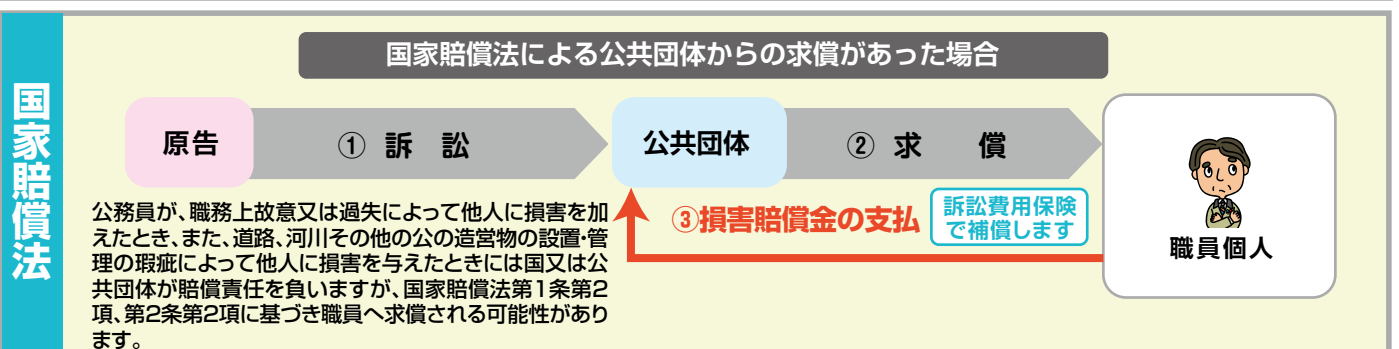 国家賠償法
国家賠償法による公共団体からの求償があった場合
原告
① 訴　訟
公共団体
② 求　償
公務員が、職務上故意又は過失によって他人に損害を加
えたとき、また、道路、河川その他の公の造営物の設置・管
理の瑕疵によって他人に損害を与えたときには国又は公
共団体が賠償責任を負いますが、国家賠償法第1条第2
項、第2条第2項に基づき職員へ求償される可能性があり
ます。
③損害賠償金の支払
訴訟費用保険
で補償します
職員個人